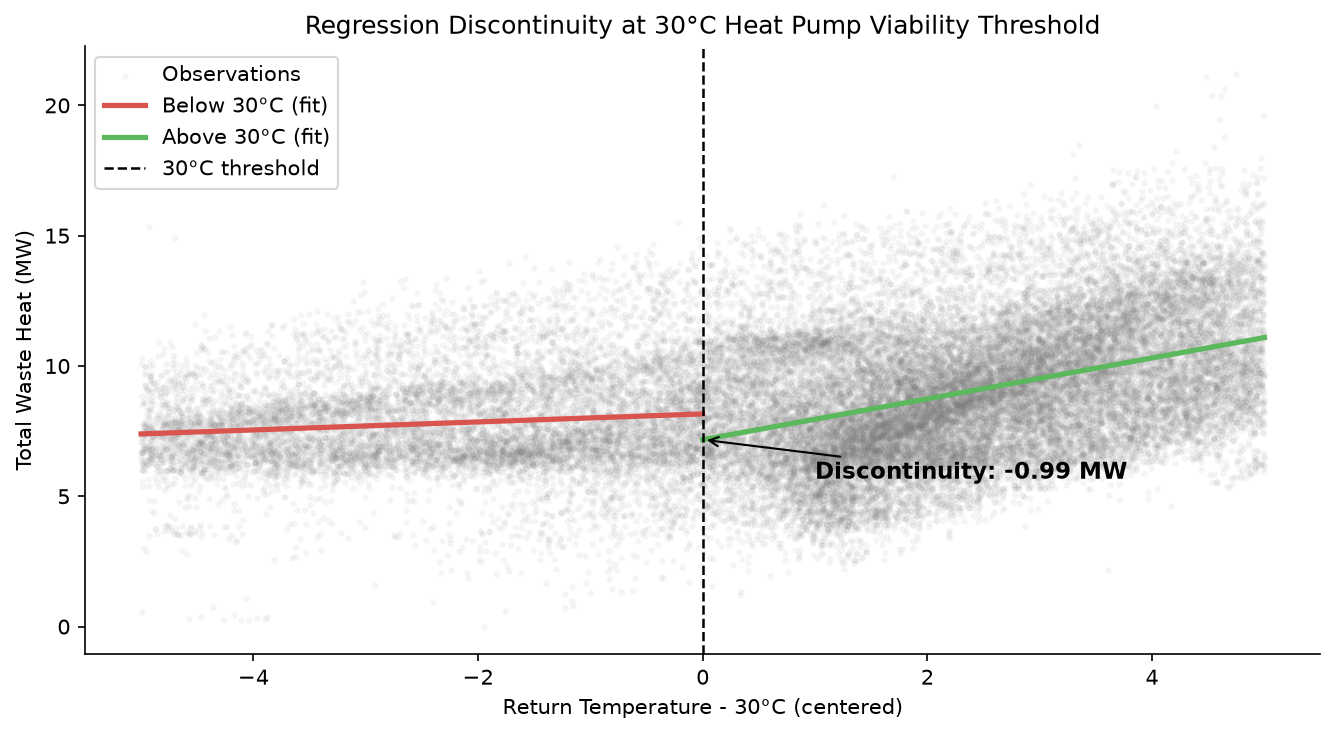 Regression Discontinuity at 30°C Heat Pump Viability Threshold
Observations
Below 30°C (fit)
Above 30°C (fit)
30°C threshold
Total Waste Heat (MW)
20
15
10
5
0
Discontinuity: -0.99 MW
−4
−2
0
2
4
Return Temperature - 30°C (centered)